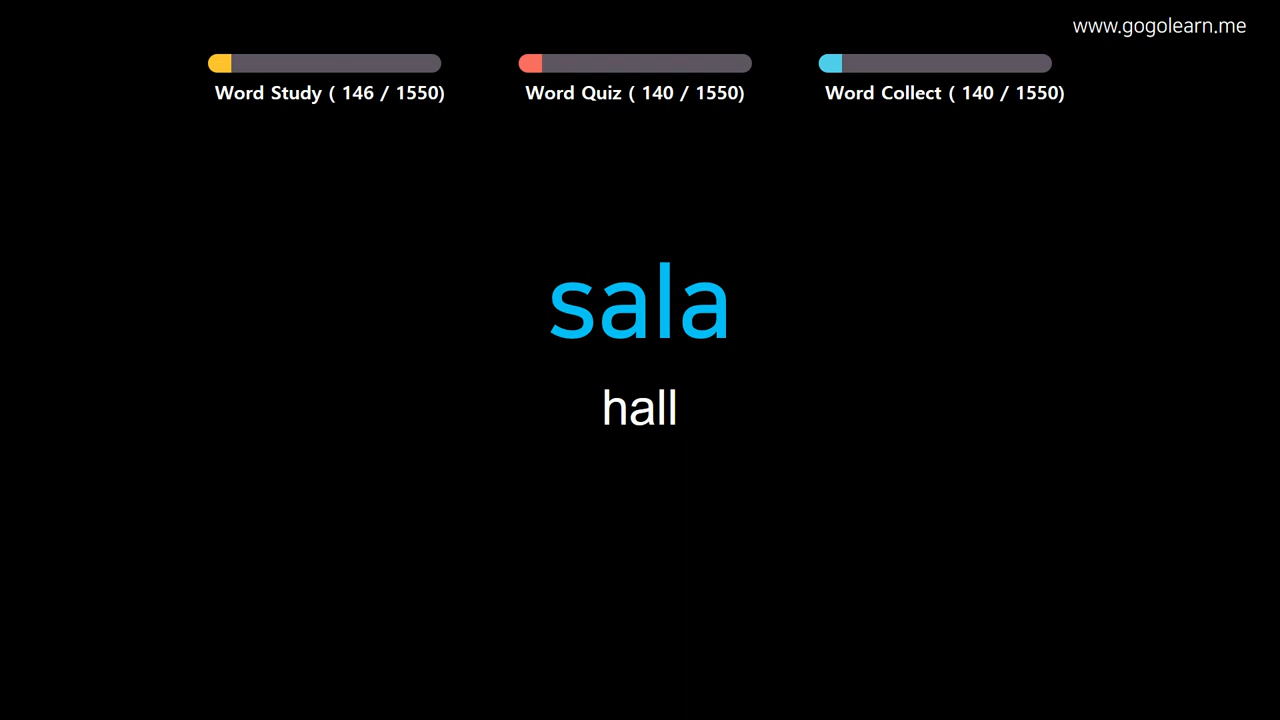 www.gogolearn.me
Word Study ( 146 / 1550)
Word Quiz ( 140 / 1550)
Word Collect ( 140 / 1550)
sala
hall